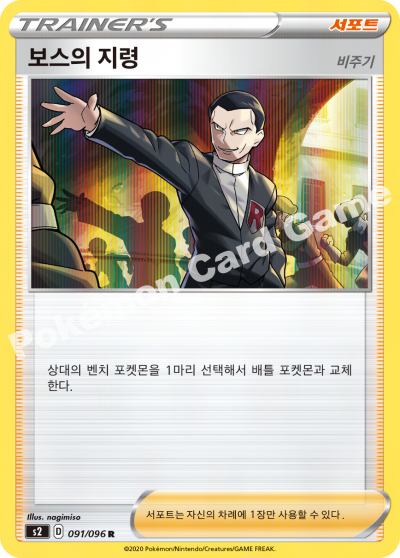 TRAINER'S
서포트
보스의 지령
비주기
R
Pokémon Card Game
상대의 벤치 포켓몬을 1마리 선택해서 배틀 포켓몬과 교체
한다.
Illus. nagimiso
s2 D 091/096 R
서포트는 자신의 차례에 1장만 사용할 수 있다.
©2020 Pokémon/Nintendo/Creatures/GAME FREAK.